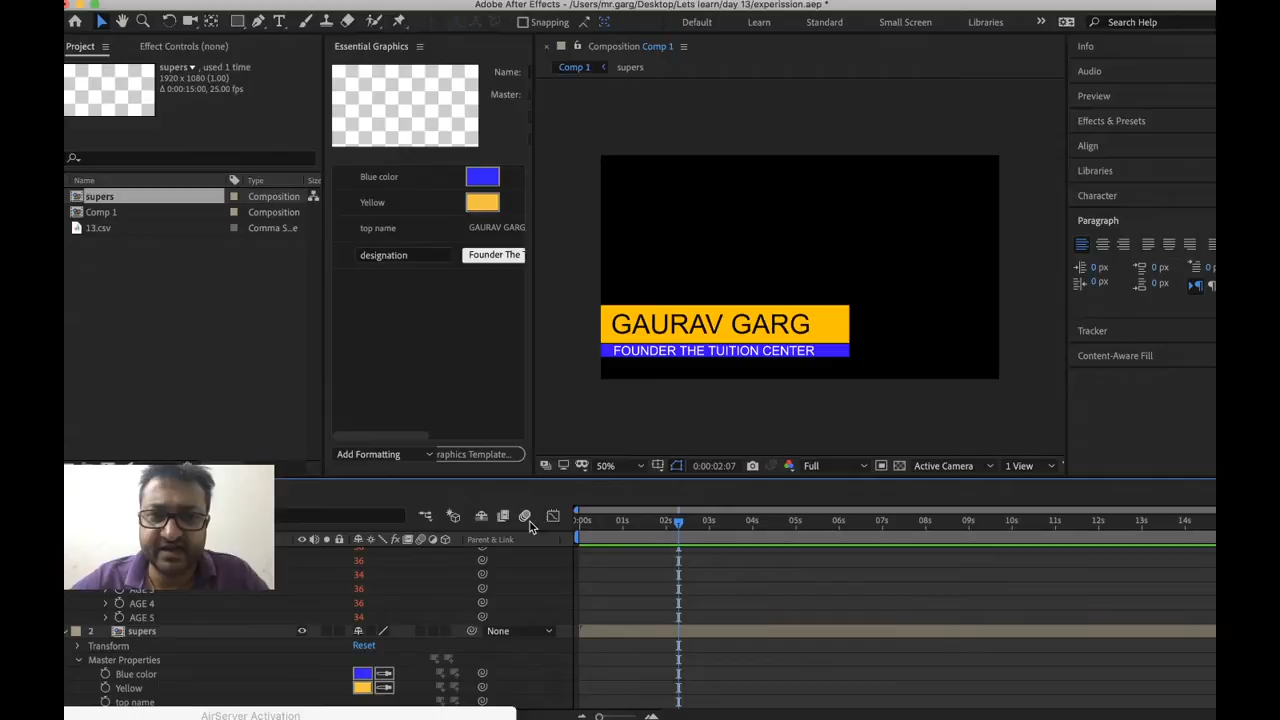 Adobe After Effects - /Users/mr.garg/Desktop/Lets learn/day 13/experission.aep *
Snapping
Default
Learn
Standard
Small Screen
Libraries
Search Help
Project
Effect Controls (none)
Essential Graphics
Composition Comp 1
Info
supers , used 1 time
1920 x 1080 (1.00)
Δ 0:00:15:00, 25.00 fps
Name:
Master:
Comp 1
supers
Audio
Preview
Effects & Presets
Align
Libraries
Character
Paragraph
Name
Type
Siz
supers
Composition
Comp 1
Composition
13.csv
Comma S...e
Blue color
Yellow
top name
GAURAV GARG
designation
Founder The
GAURAV GARG
FOUNDER THE TUITION CENTER
0 px
0 px
0 p
0 px
0 px
Tracker
Content-Aware Fill
Add Formatting
raphics Template...
50%
0:00:02:07
Full
Active Camera
1 View
0:00s
01s
02s
03s
04s
05s
06s
07s
08s
09s
10s
11s
12s
13s
14s
Parent & Link
36
34
36
AGE 4
36
AGE 5
34
2
supers
None
Transform
Reset
Master Properties
Blue color
Yellow
top name
AirServer Activation